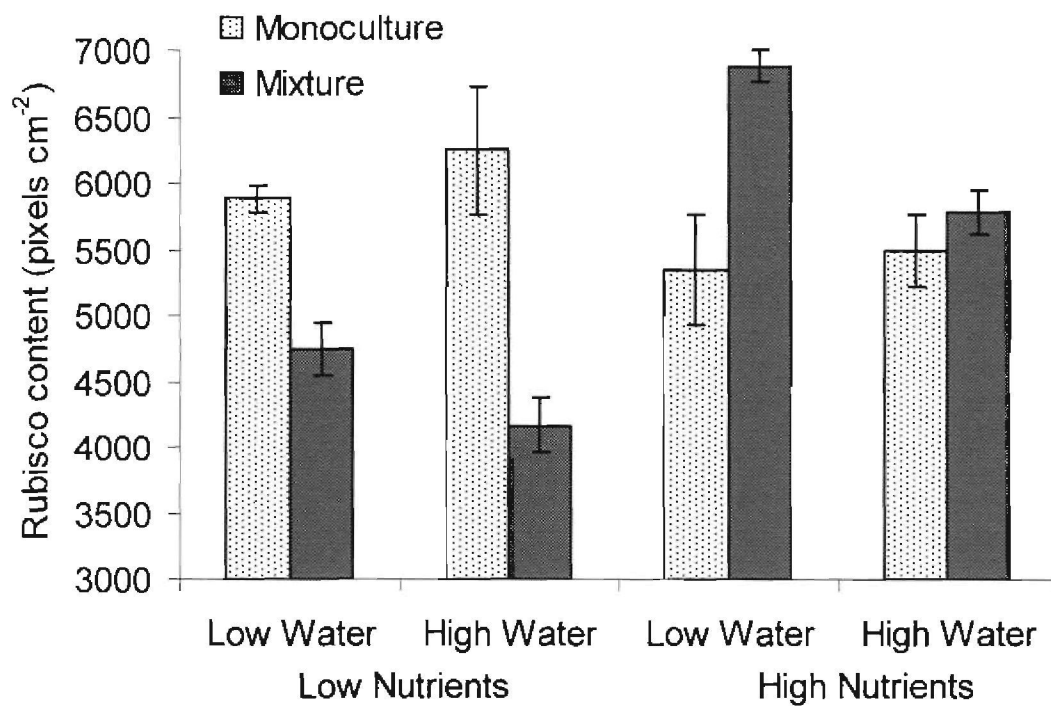 Monoculture
Mixture
Rubisco content (pixels cm-2)
7000
6500
6000
5500
5000
4500
4000
3500
3000
Low Water High Water Low Water High Water
Low Nutrients High Nutrients